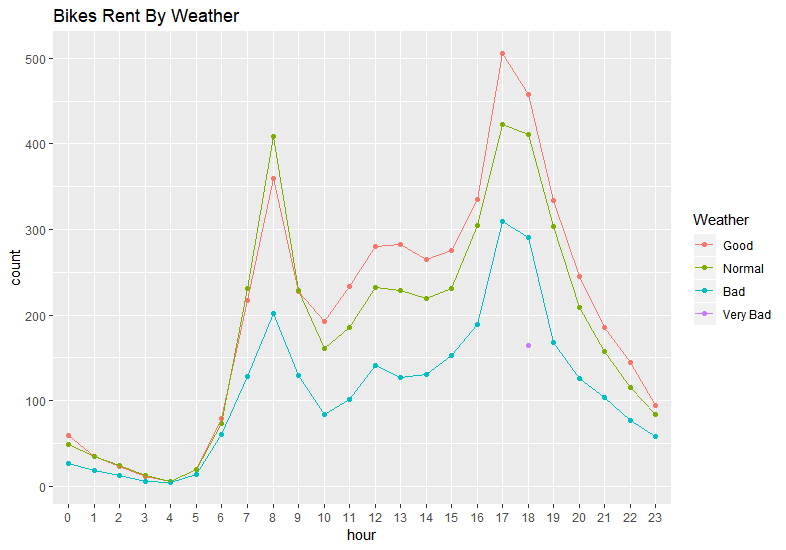 Bikes Rent By Weather
500
400
300
200
100
0
count
0 1 2 3 4 5 6 7 8 9 10 11 12 13 14 15 16 17 18 19 20 21 22 23
hour
Weather
Good
Normal
Bad
Very Bad